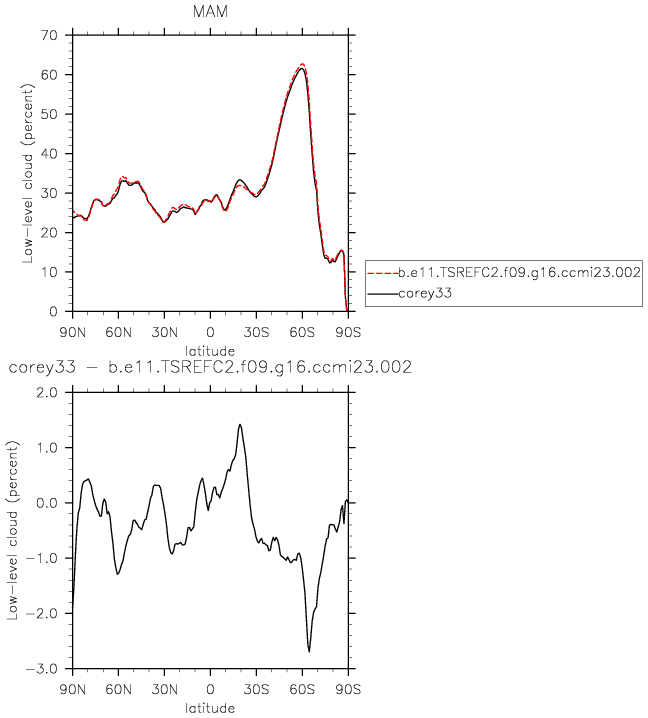 MAM
70
60
50
40
30
20
10
0
Low-level cloud (percent)
90N 60N 30N 0 30S 60S 90S
latitude
b.e11.TSREFC2.f09.g16.ccmi23.002
corey33
corey33 - b.e11.TSREFC2.f09.g16.ccmi23.002
2.0
1.0
0.0
-1.0
-2.0
-3.0
Low-level cloud (percent)
90N 60N 30N 0 30S 60S 90S
latitude